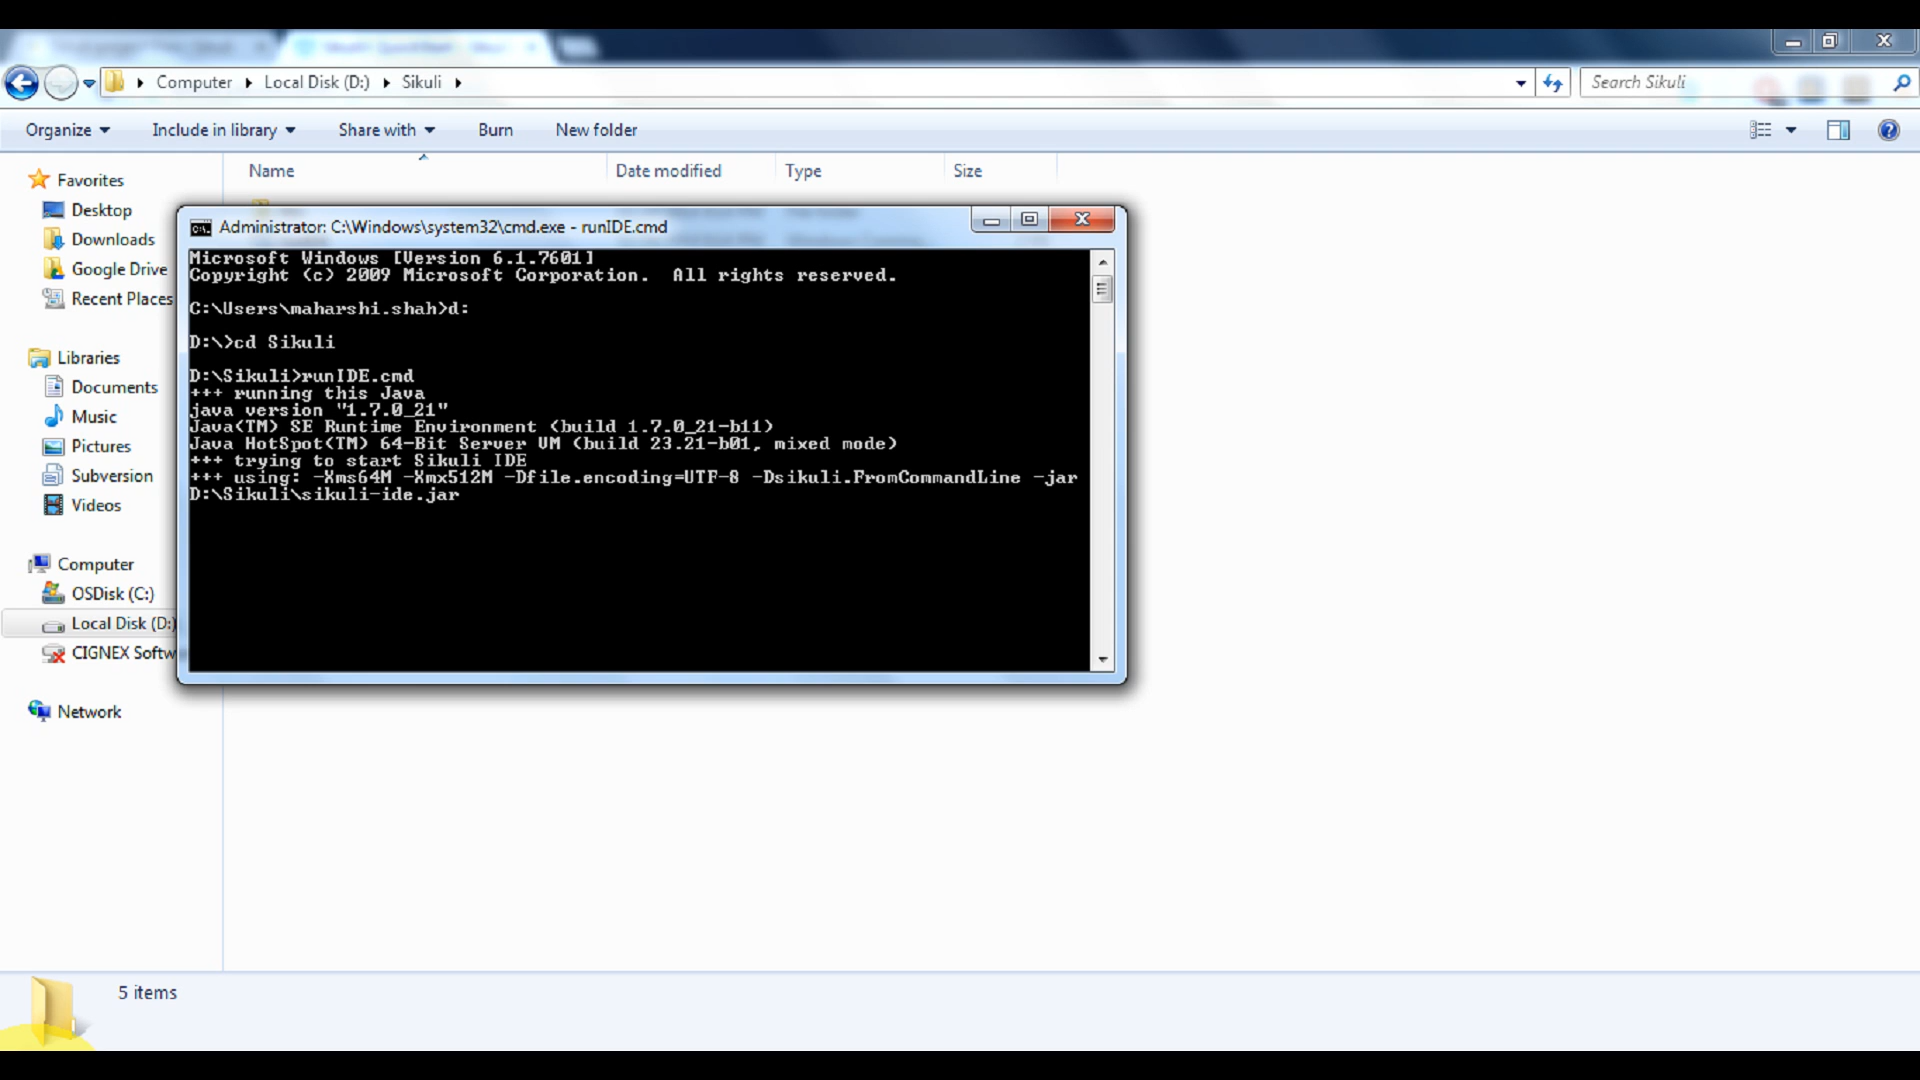 Computer Local Disk (D:) Sikuli
Search Sikuli
Organize Include in library Share with Burn New folder
Name Date modified Type Size
Favorites
Desktop
Downloads
Google Drive
Recent Places
Libraries
Documents
Music
Pictures
Subversion
Videos
Computer
OSDisk (C:)
Local Disk (D:)
CIGNEX Softw
Network
Administrator: C:\Windows\system32\cmd.exe - runIDE.cmd
Microsoft Windows [Version 6.1.7601]
Copyright (c) 2009 Microsoft Corporation. All rights reserved.
C:\Users\maharshi.shah>d:
D:\>cd Sikuli
D:\Sikuli>runIDE.cmd
+++ running this Java
java version "1.7.0_21"
Java(TM) SE Runtime Environment (build 1.7.0_21-b11)
Java HotSpot(TM) 64-Bit Server VM (build 23.21-b01, mixed mode)
+++ trying to start Sikuli IDE
+++ using: -Xms64M -Xmx512M -Dfile.encoding=UTF-8 -Dsikuli.FromCommandLine -jar
D:\Sikuli\sikuli-ide.jar
5 items